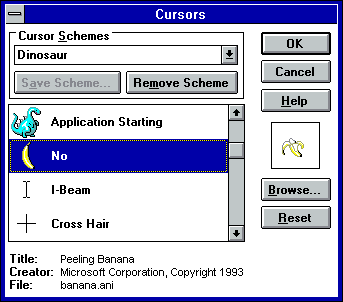 Cursors
Cursor Schemes
Dinosaur
Save Scheme...
Remove Scheme
OK
Cancel
Help
Application Starting
No
I-Beam
Cross Hair
Browse...
Reset
Title: Peeling Banana
Creator: Microsoft Corporation, Copyright 1993
File: banana.ani